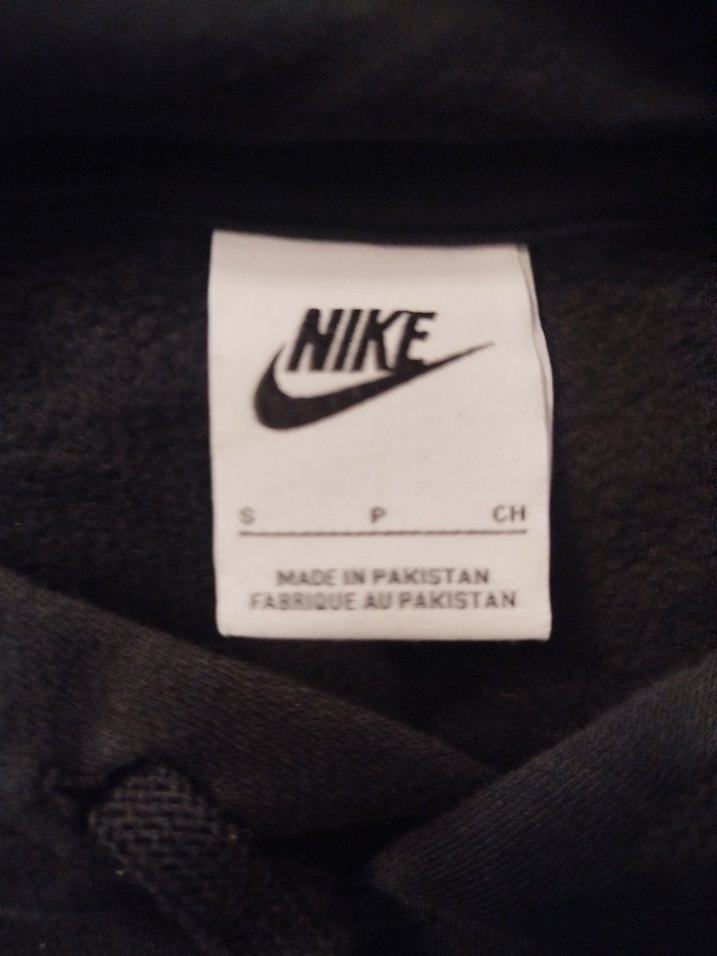 NIKE
S P CH
MADE IN PAKISTAN
FABRIQUE AU PAKISTAN